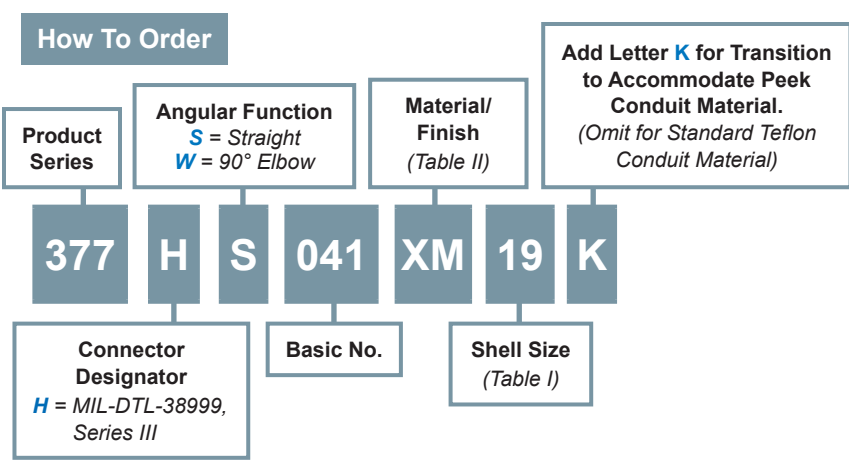 How To Order
Product
Series
Angular Function
S = Straight
W = 90° Elbow
Material/
Finish
(Table II)
Add Letter K for Transition
to Accommodate Peek
Conduit Material.
(Omit for Standard Teflon
Conduit Material)
377 H S 041 XM 19 K
Connector
Designator
H = MIL-DTL-38999,
Series III
Basic No.
Shell Size
(Table I)